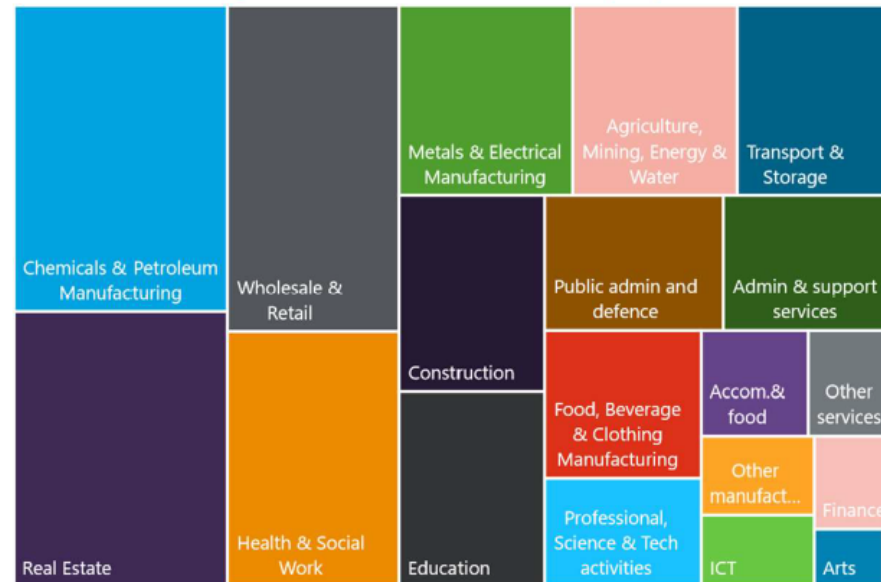 Chemicals & Petroleum
Manufacturing
Real Estate
Wholesale &
Retail
Health & Social
Work
Metals & Electrical
Manufacturing
Agriculture,
Mining, Energy &
Water
Transport &
Storage
Construction
Education
Public admin and
defence
Admin & support
services
Food, Beverage
& Clothing
Manufacturing
Professional,
Science & Tech
activities
Accom.&
food
Other
services
Other
manufact...
Finance
ICT
Arts